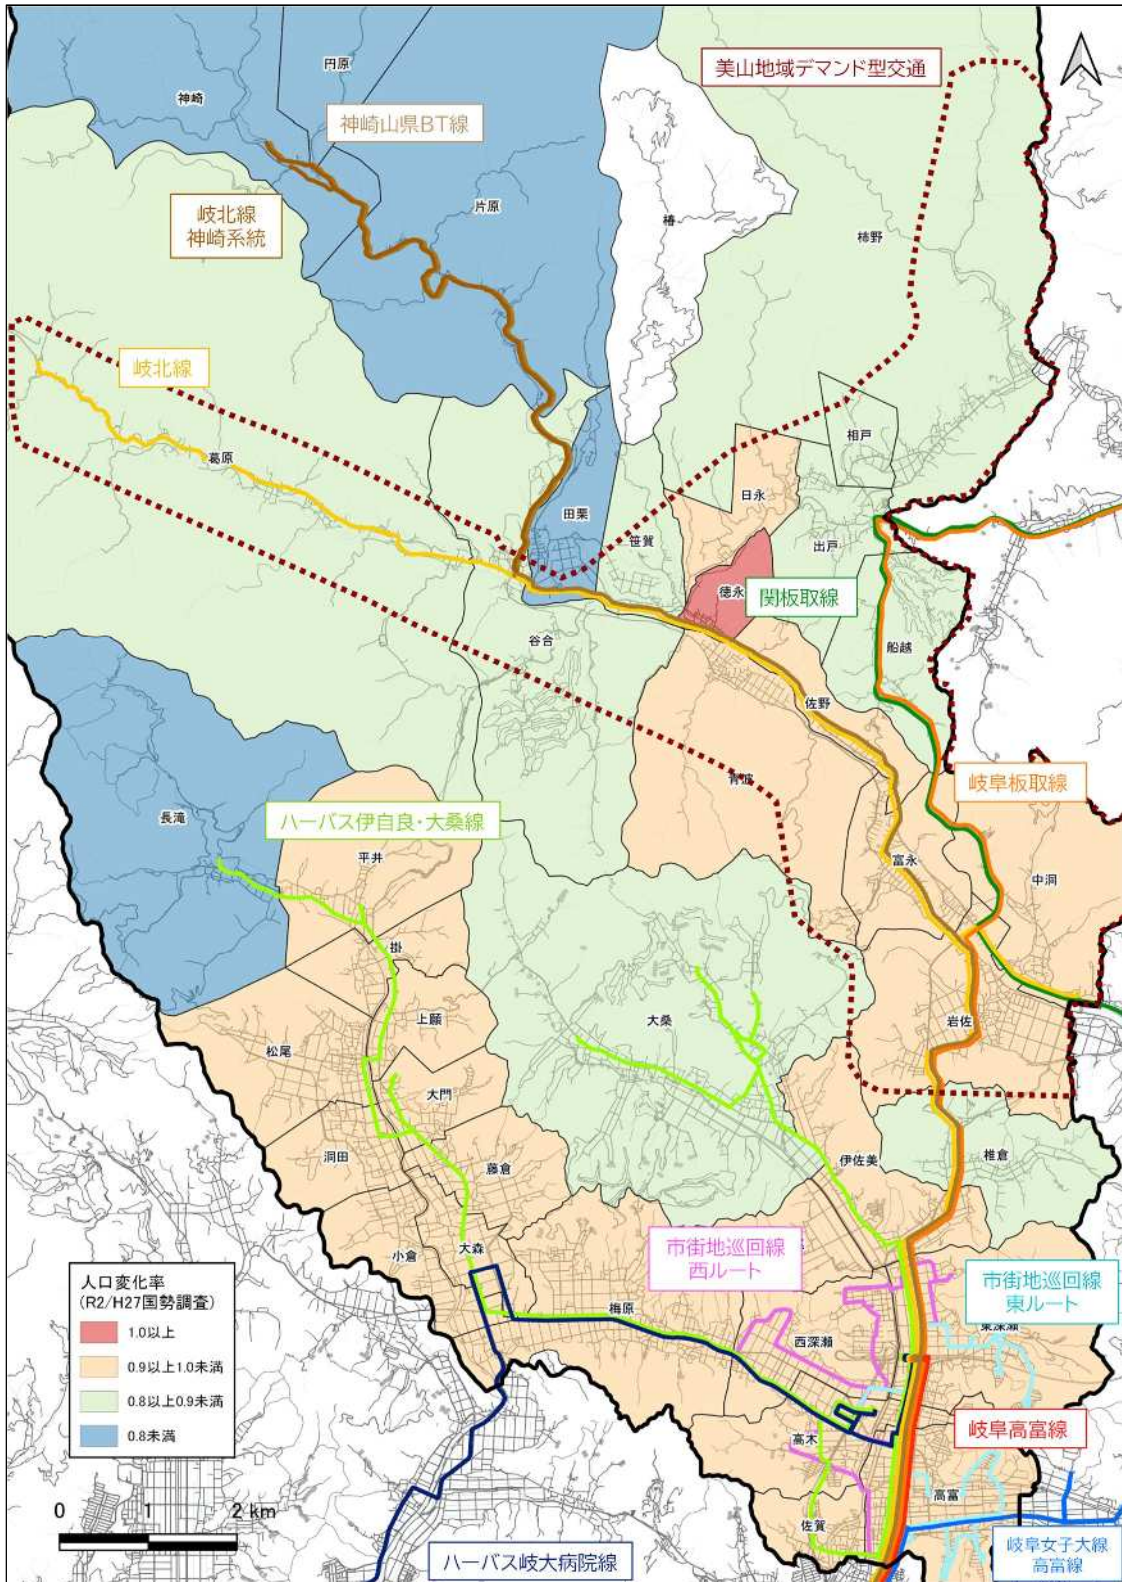 円原
美山地域デマンド型交通
神崎
神崎山県BT線
岐北線
神崎系統
片原
椿
柿野
岐北線
葛原
相戸
日永
田栗
笹賀
出戸
徳永
関板取線
谷合
船越
佐野
青波
岐阜板取線
長滝
ハーバス伊自良・大桑線
平井
富永
中洞
掛
大桑
岩佐
上願
松尾
大門
洞田
藤倉
伊佐美
椎倉
小倉
大森
市街地巡回線
西ルート
市街地巡回線
東ルート
人口変化率
(R2/H27国勢調査)
1.0以上
0.9以上1.0未満
0.8以上0.9未満
0.8未満
梅原
西深瀬
東深瀬
岐阜高富線
高木
高富
0 1 2 km
佐賀
ハーバス岐大病院線
岐阜女子大線
高富線